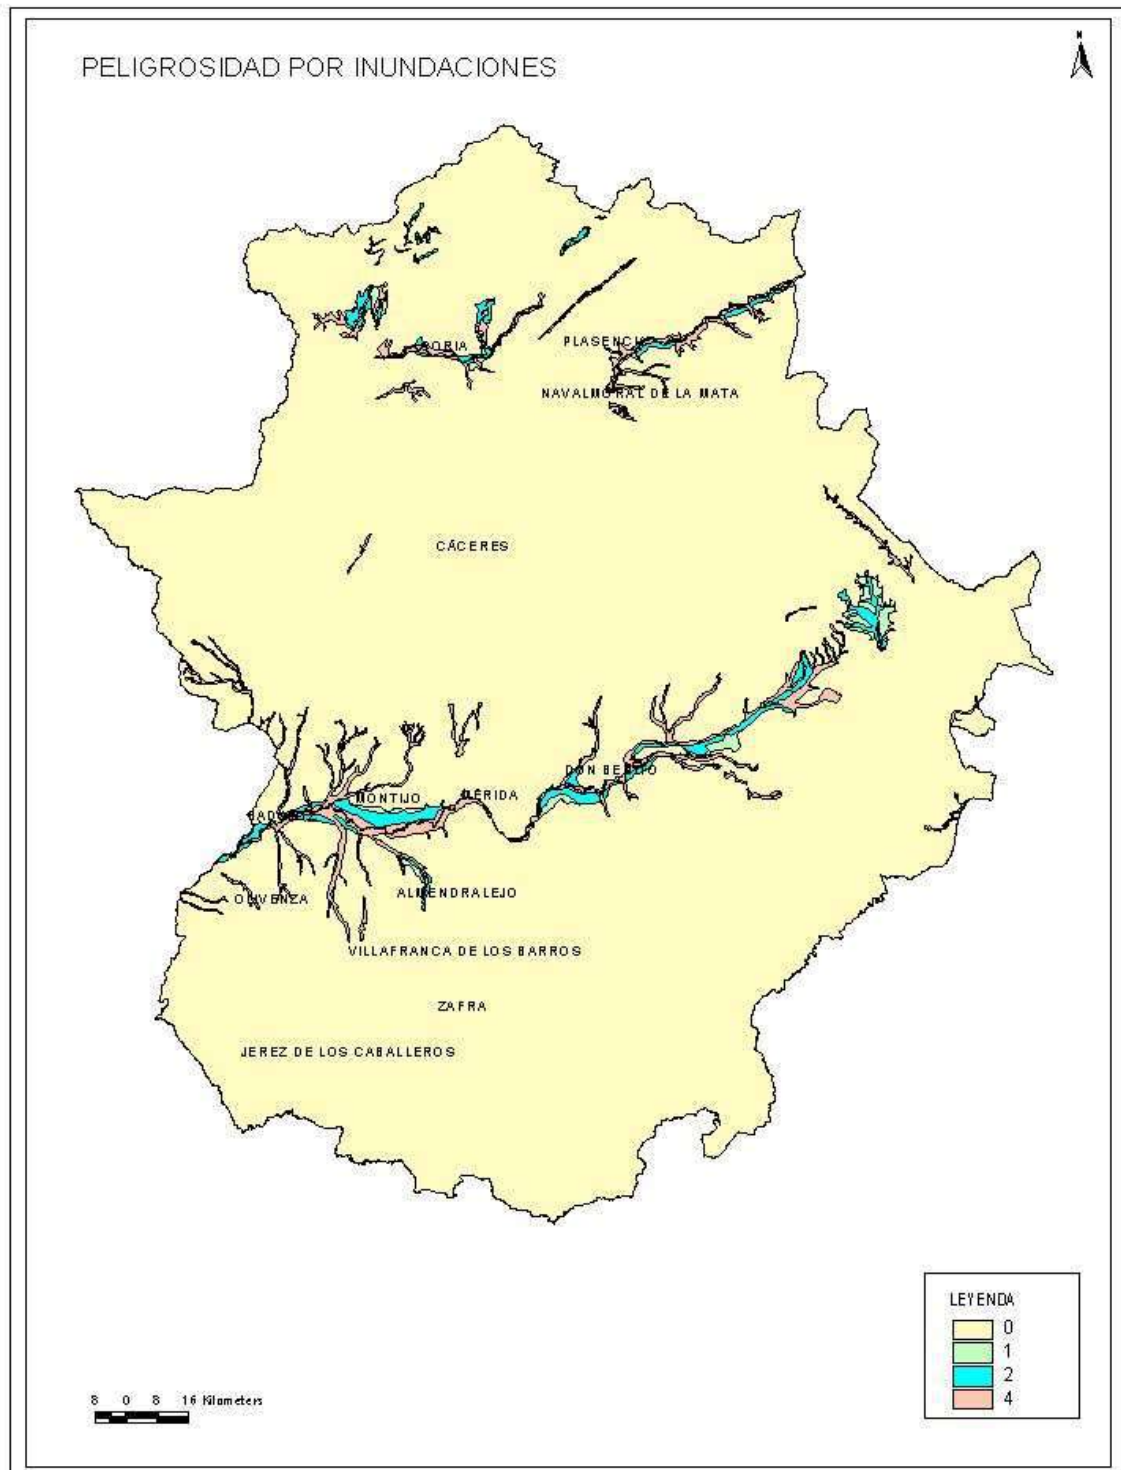 N
PELIGROSIDAD POR INUNDACIONES
PLASENCIA
NAVALMORAL DE LA MATA
CÁCERES
DON BENITO
MONTIJO
MÉRIDA
ALMENDRALEJO
OLIVENZA
VILLAFRANCA DE LOS BARROS
ZAFRA
JEREZ DE LOS CABALLEROS
LEYENDA
0
1
2
4
8 0 8 16 Kilometers